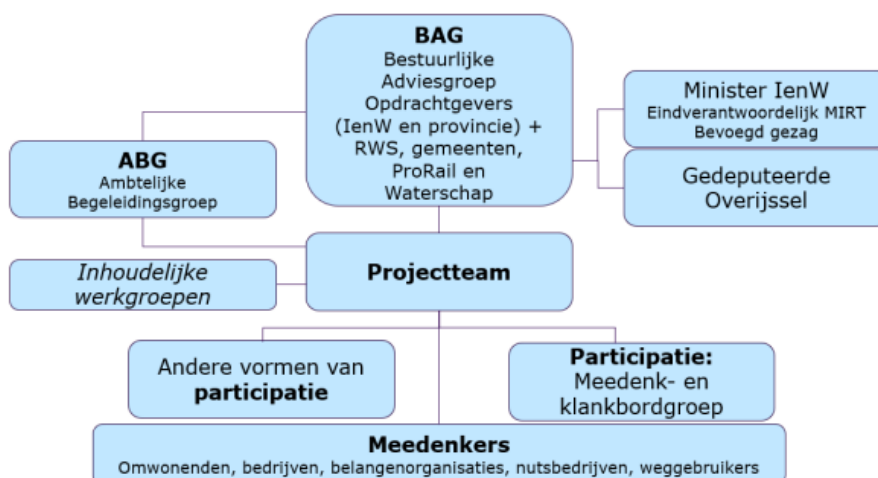 BAG
Bestuurlijke
Adviesgroep
Opdrachtgevers
(IenW en provincie) +
RWS, gemeenten,
ProRail en
Waterschap
Minister IenW
Eindverantwoordelijk MIRT
Bevoegd gezag
Gedeputeerde
Overijssel
ABG
Ambtelijke
Begeleidingsgroep
Projectteam
Inhoudelijke
werkgroepen
Andere vormen van
participatie
Participatie:
Meedenk- en
klankbordgroep
Meedenkers
Omwonenden, bedrijven, belangenorganisaties, nutsbedrijven, weggebruikers